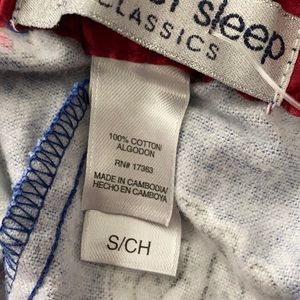 sleep
CLASSICS
100% COTTON/
ALGODON
RN# 17383
MADE IN CAMBODIA/
HECHO EN CAMBOYA
S/CH